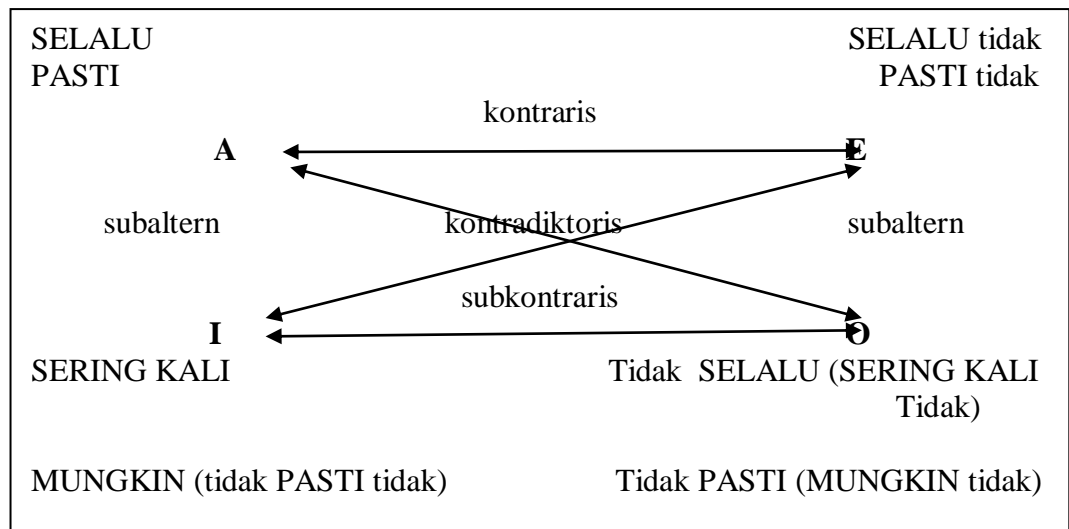 SELALU SELALU tidak
PASTI PASTI tidak
kontraris
A E
subaltern kontradiktoris subaltern
subkontraris
I O
SERING KALI Tidak SELALU (SERING KALI
Tidak)
MUNGKIN (tidak PASTI tidak) Tidak PASTI (MUNGKIN tidak)